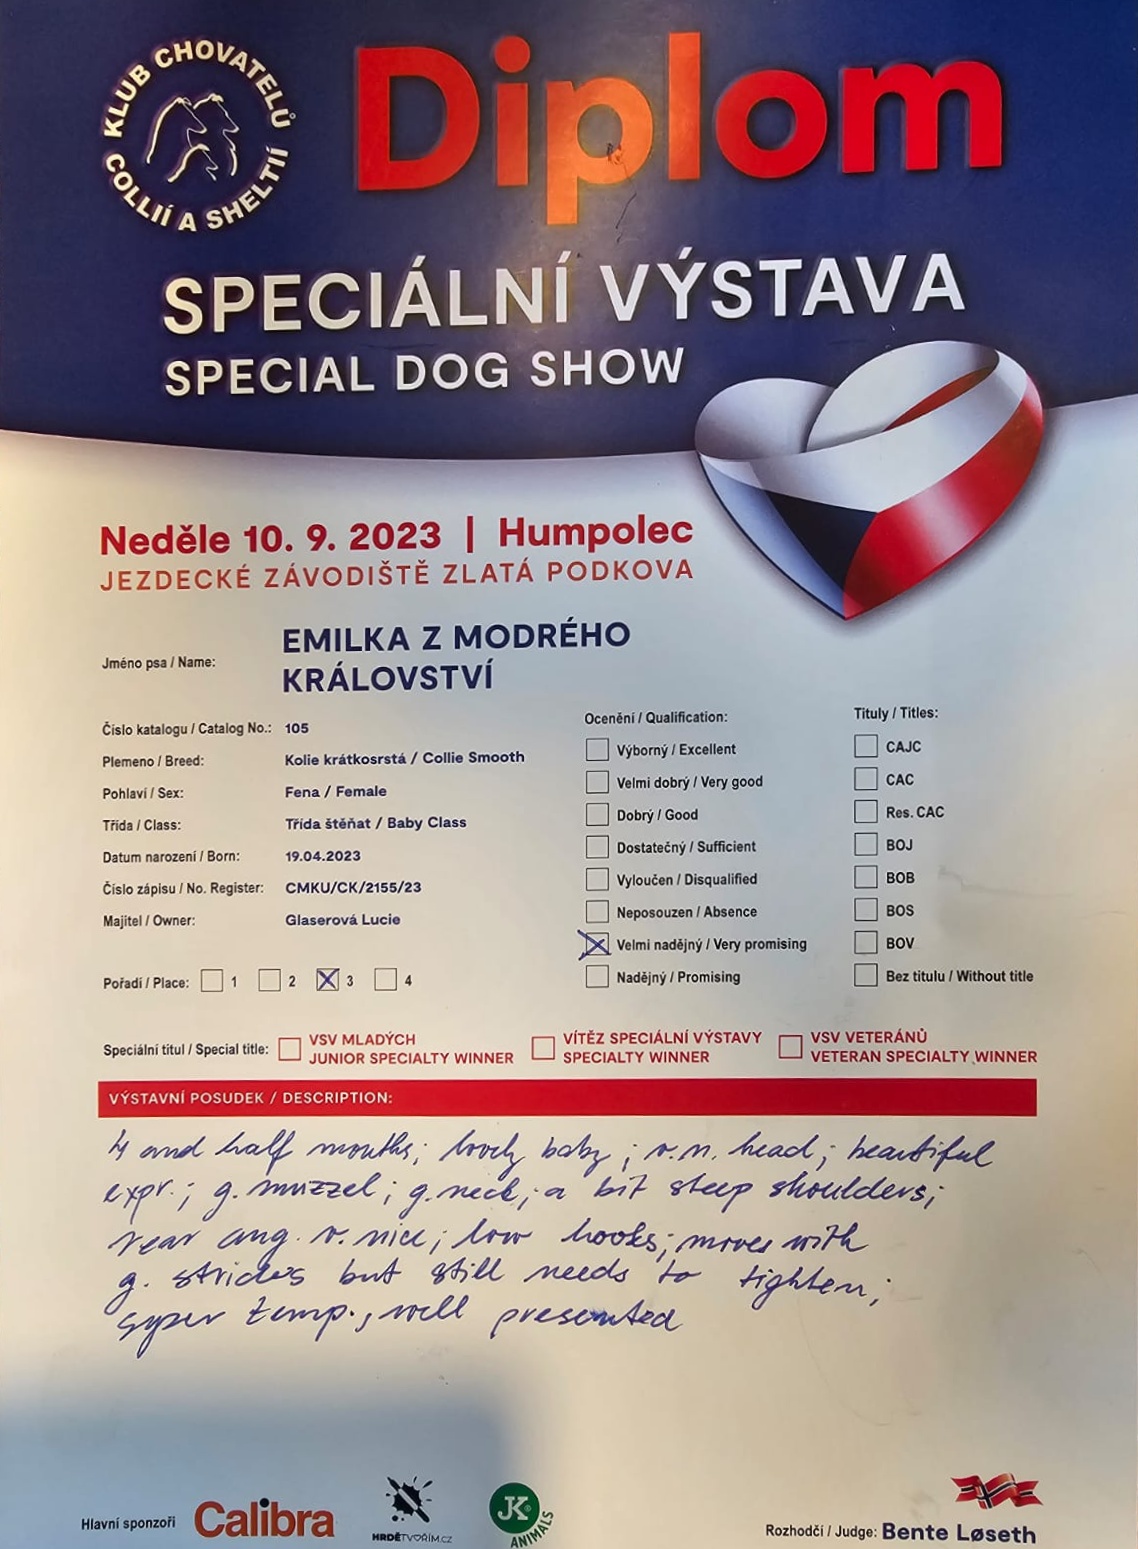 KLUB CHOVATELŮ
COLLIÍ A SHELTIÍ
Diplom
SPECIÁLNÍ VÝSTAVA
SPECIAL DOG SHOW
Neděle 10. 9. 2023 | Humpolec
JEZDECKÉ ZÁVODIŠTĚ ZLATÁ PODKOVA
Jméno psa / Name: EMILKA Z MODRÉHO
KRÁLOVSTVÍ
Číslo katalogu / Catalog No.: 105
Plemeno / Breed: Kolie krátkosrstá / Collie Smooth
Pohlaví / Sex: Fena / Female
Třída / Class: Třída štěňat / Baby Class
Datum narození / Born: 19.04.2023
Číslo zápisu / No. Register: CMKU/CK/2155/23
Majitel / Owner: Glaserová Lucie
Pořadí / Place: 1 2 3 4
Ocenění / Qualification:
Výborný / Excellent
Velmi dobrý / Very good
Dobrý / Good
Dostatečný / Sufficient
Vyloučen / Disqualified
Neposouzen / Absence
Velmi nadějný / Very promising
Nadějný / Promising
Tituly / Titles:
CAJC
CAC
Res. CAC
BOJ
BOB
BOS
BOV
Bez titulu / Without title
Speciální titul / Special title:
VSV MLADÝCH
JUNIOR SPECIALTY WINNER
VÍTĚZ SPECIÁLNÍ VÝSTAVY
SPECIALTY WINNER
VSV VETERÁNŮ
VETERAN SPECIALTY WINNER
VÝSTAVNÍ POSUDEK / DESCRIPTION:
4 and half months; lovely baby; v.n. head; beautiful
expr.; g. muzzel; g. neck; a bit steep shoulders;
rear ang. v. nice; low hooks; moves with
g. strides but still needs to tighten;
syper temp., well presented
Hlavní sponzoři
Calibra
HRDĚTVOŘÍM.CZ
JK
ANIMALS
Rozhodčí / Judge: Bente Løseth